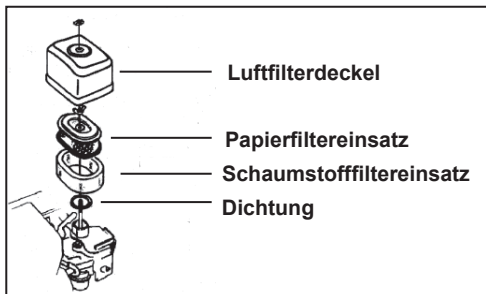 Luftfilterdeckel
Papierfiltereinsatz
Schaumstofffiltereinsatz
Dichtung